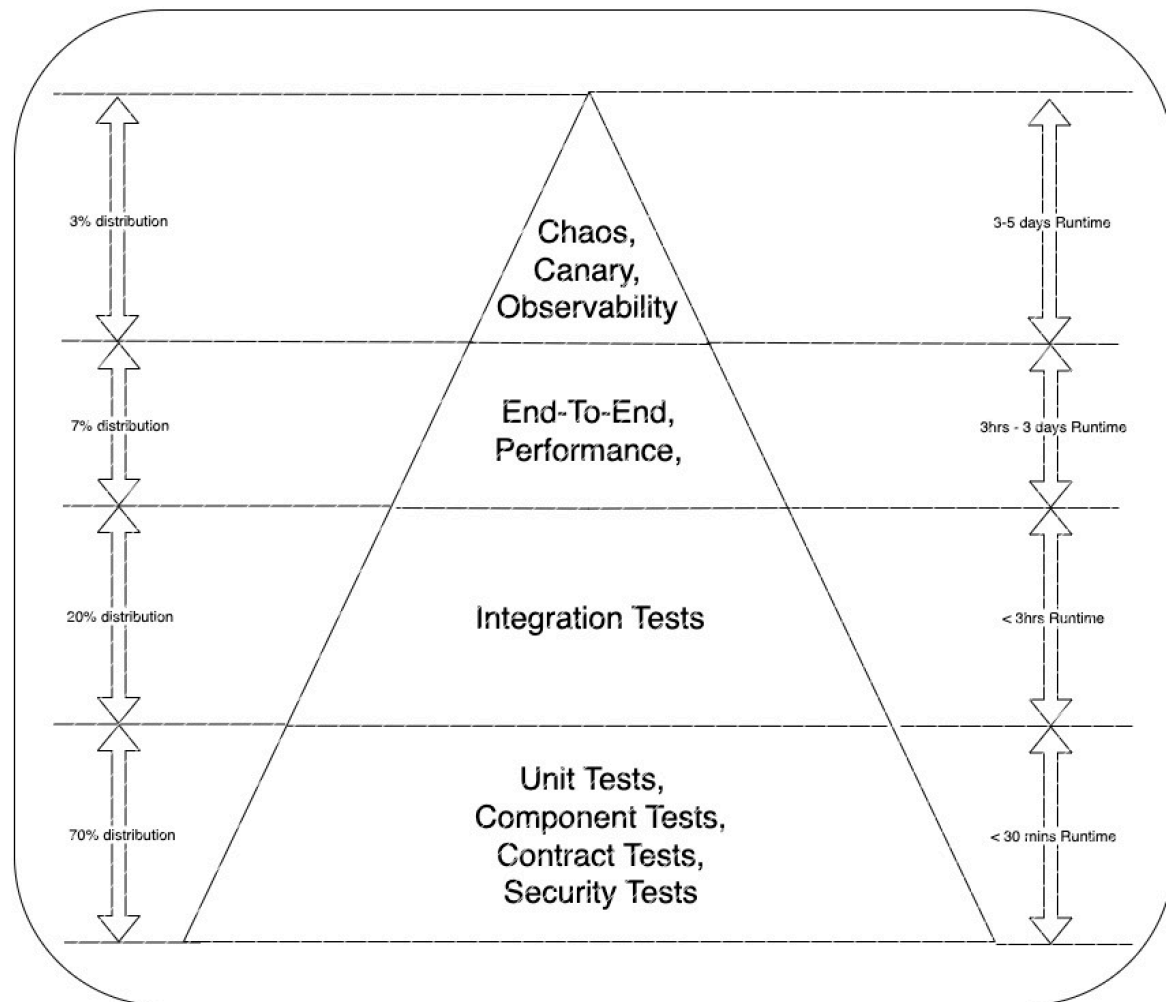 3% distribution
Chaos,
Canary,
Observability
3-5 days Runtime
7% distribution
End-To-End,
Performance,
3hrs - 3 days Runtime
20% distribution
Integration Tests
< 3hrs Runtime
70% distribution
Unit Tests,
Component Tests,
Contract Tests,
Security Tests
< 30 mins Runtime